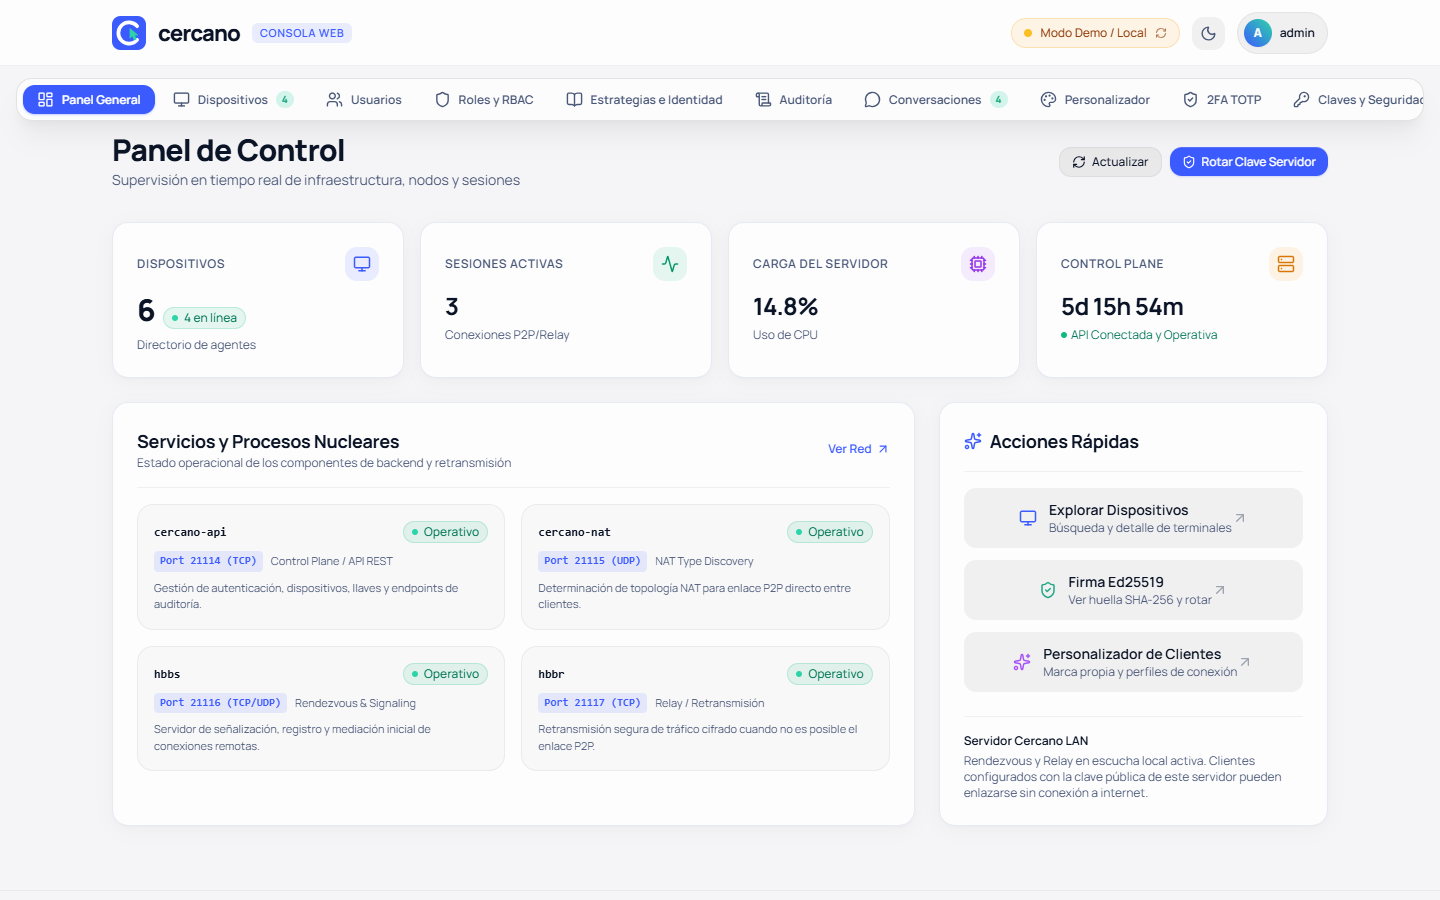 cercano
CONSOLA WEB
Modo Demo / Local
A
admin
Panel General
Dispositivos 4
Usuarios
Roles y RBAC
Estrategias e Identidad
Auditoría
Conversaciones 4
Personalizador
2FA TOTP
Claves y Seguridad
Panel de Control
Supervisión en tiempo real de infraestructura, nodos y sesiones
Actualizar
Rotar Clave Servidor
DISPOSITIVOS
6
4 en línea
Directorio de agentes
SESIONES ACTIVAS
3
Conexiones P2P/Relay
CARGA DEL SERVIDOR
14.8%
Uso de CPU
CONTROL PLANE
5d 15h 54m
API Conectada y Operativa
Servicios y Procesos Nucleares
Estado operacional de los componentes de backend y retransmisión
Ver Red
cercano-api
Operativo
Port 21114 (TCP)
Control Plane / API REST
Gestión de autenticación, dispositivos, llaves y endpoints de
auditoría.
cercano-nat
Operativo
Port 21115 (UDP)
NAT Type Discovery
Determinación de topología NAT para enlace P2P directo entre
clientes.
hbbs
Operativo
Port 21116 (TCP/UDP)
Rendezvous & Signaling
Servidor de señalización, registro y mediación inicial de
conexiones remotas.
hbbr
Operativo
Port 21117 (TCP)
Relay / Retransmisión
Retransmisión segura de tráfico cifrado cuando no es posible el
enlace P2P.
Acciones Rápidas
Explorar Dispositivos
Búsqueda y detalle de terminales
Firma Ed25519
Ver huella SHA-256 y rotar
Personalizador de Clientes
Marca propia y perfiles de conexión
Servidor Cercano LAN
Rendezvous y Relay en escucha local activa. Clientes
configurados con la clave pública de este servidor pueden
enlazarse sin conexión a internet.